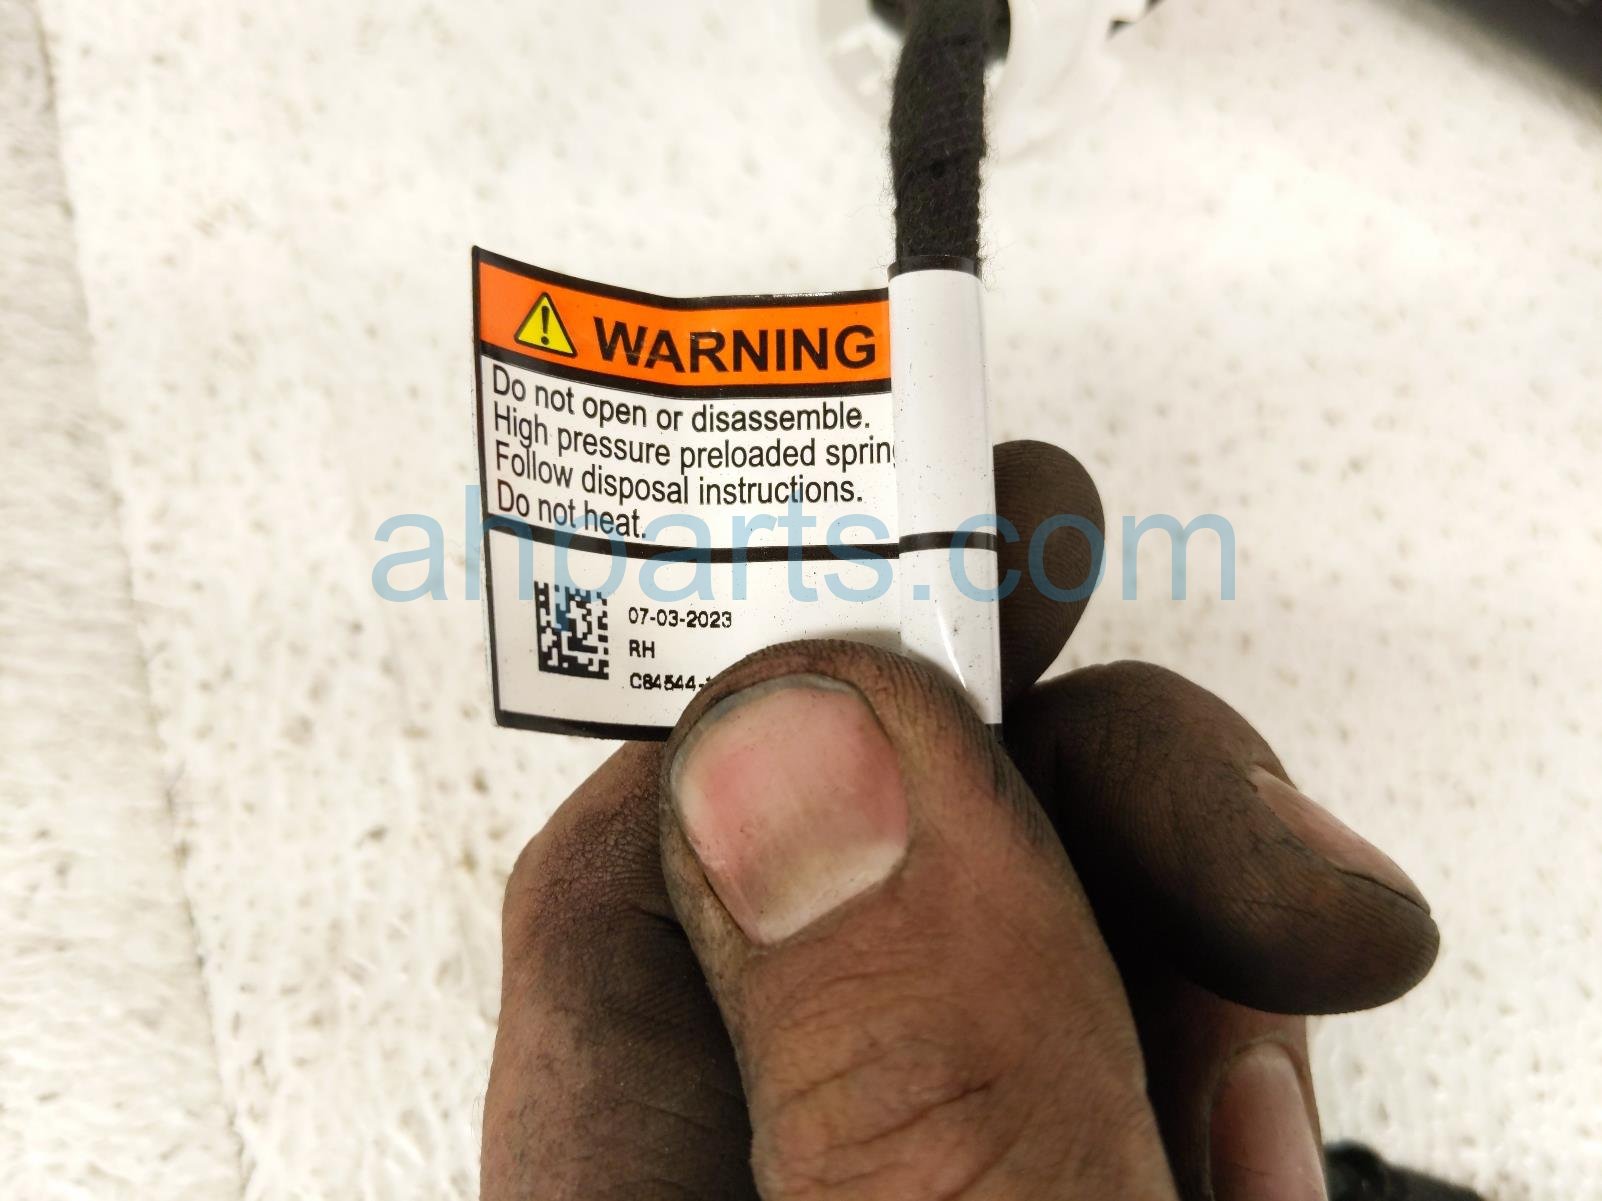 WARNING
Do not open or disassemble.
High pressure preloaded
Follow disposal instructions.
Do not heat.
07-03-2023
RH
ahparts.com